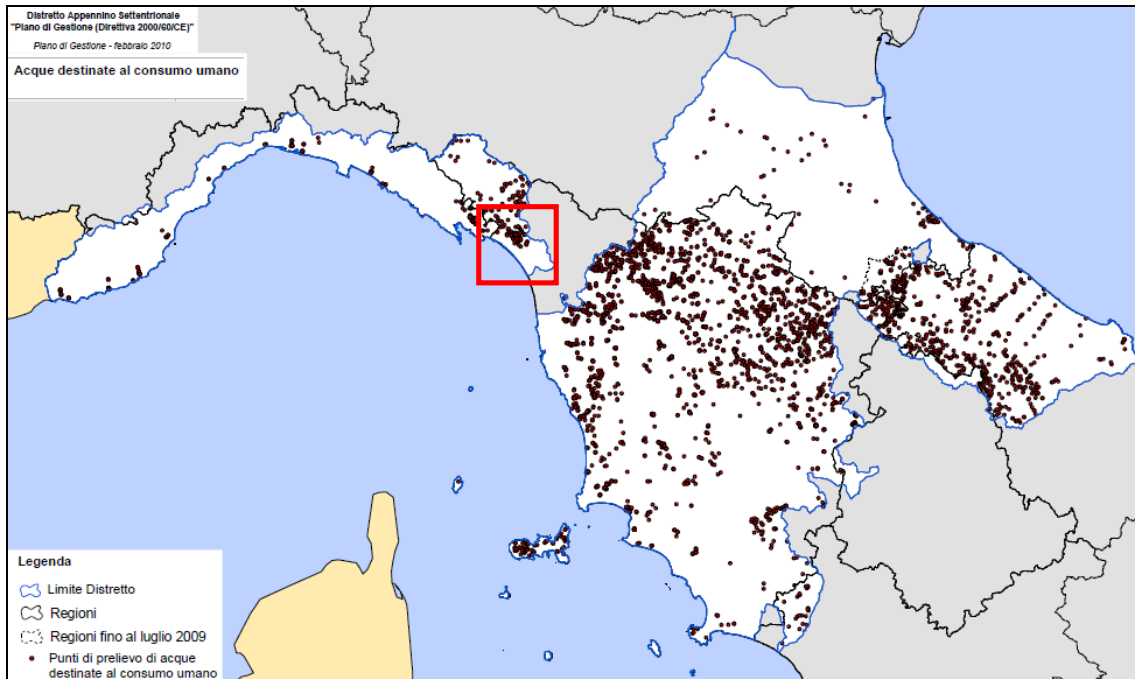 Distretto Appennino Settentrionale
"Piano di Gestione (Direttiva 2000/60/CE)"
Piano di Gestione - febbraio 2010
Acque destinate al consumo umano
Legenda
Limite Distretto
Regioni
Regioni fino al luglio 2009
Punti di prelievo di acque
destinate al consumo umano